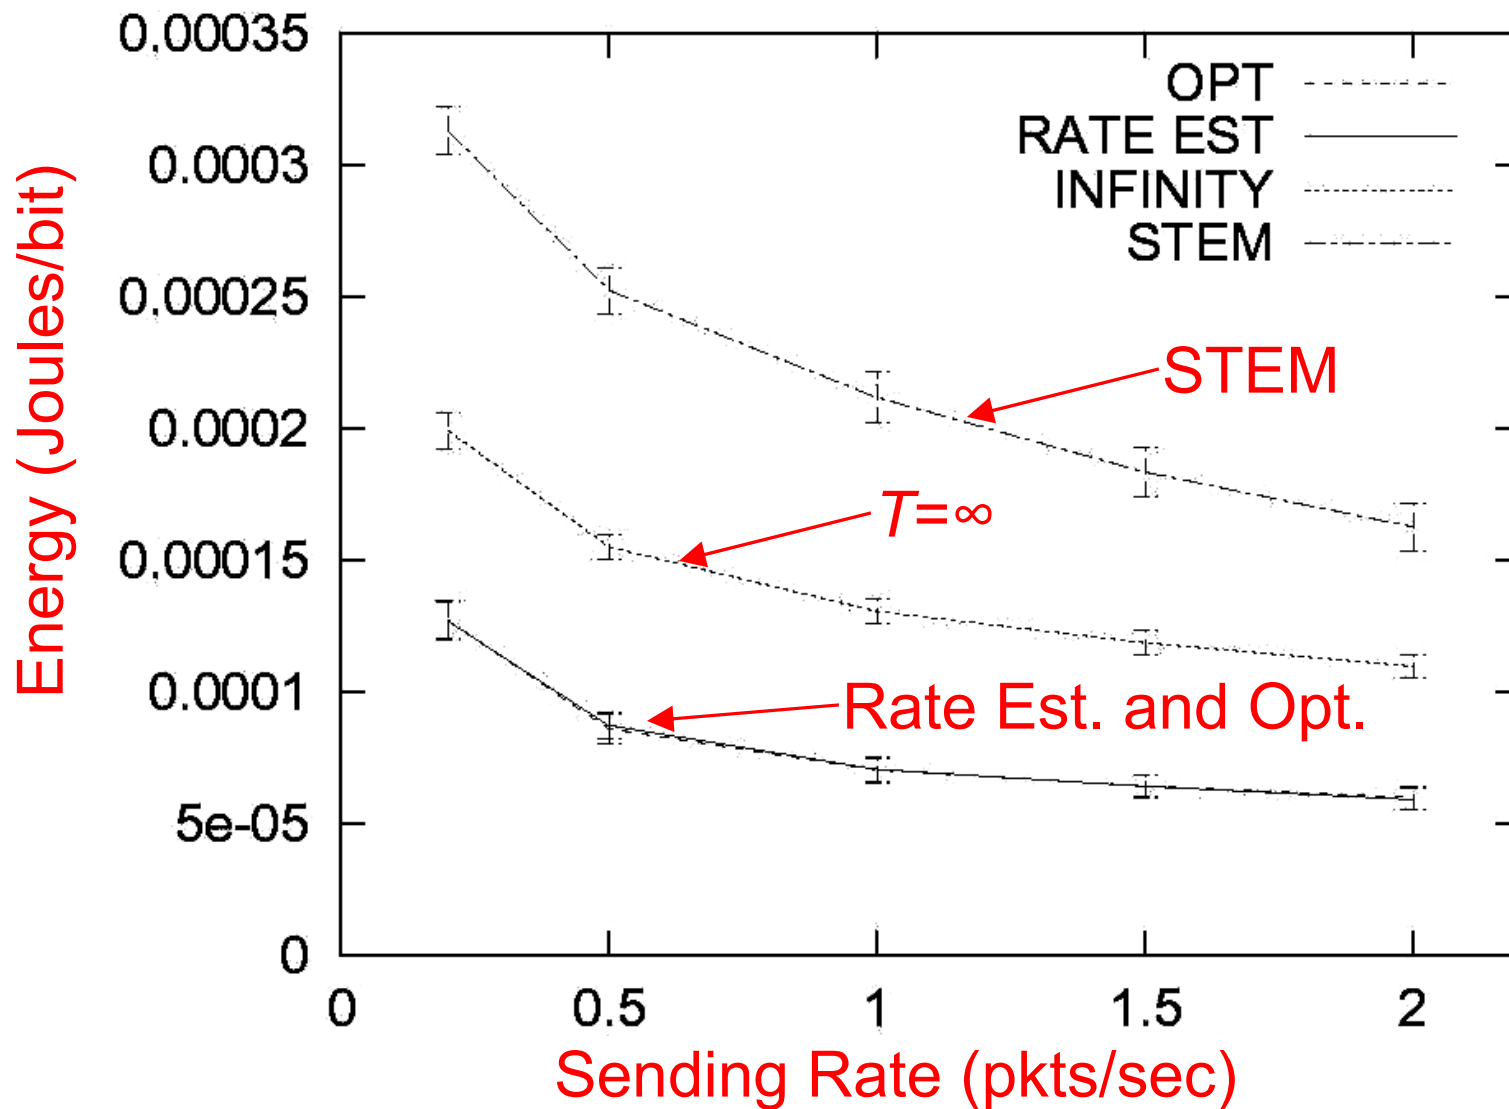 0.00035
0.0003
0.00025
0.0002
0.00015
0.0001
5e-05
0
0 0.5 1 1.5 2
Energy (Joules/bit)
Sending Rate (pkts/sec)
OPT
RATE EST
INFINITY
STEM
STEM
T=∞
Rate Est. and Opt.